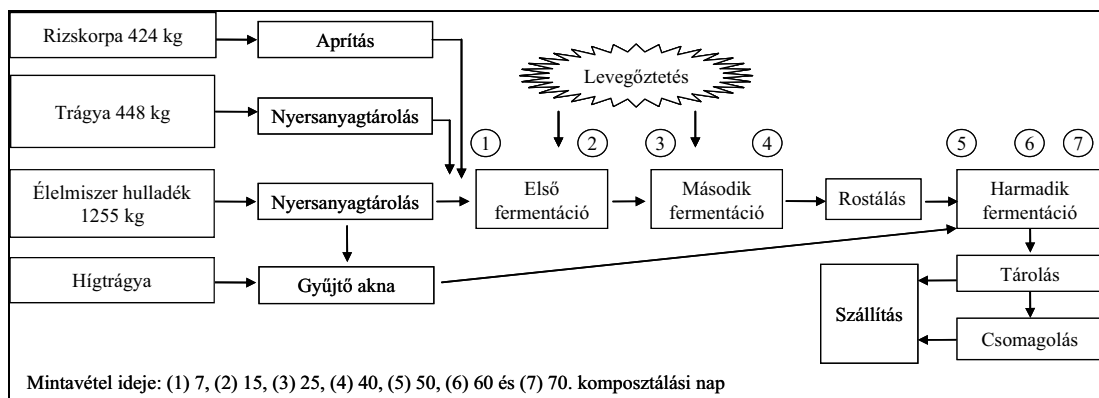 Rizskorpa 424 kg
Aprítás
Levegőztetés
Trágya 448 kg
Nyersanyagtárolás
1
2
3
4
5
6
7
Élelmiszer hulladék
1255 kg
Nyersanyagtárolás
Első
fermentáció
Második
fermentáció
Rostálás
Harmadik
fermentáció
Hígtrágya
Gyűjtő akna
Szállítás
Tárolás
Csomagolás
Mintavétel ideje: (1) 7, (2) 15, (3) 25, (4) 40, (5) 50, (6) 60 és (7) 70. komposztálási nap